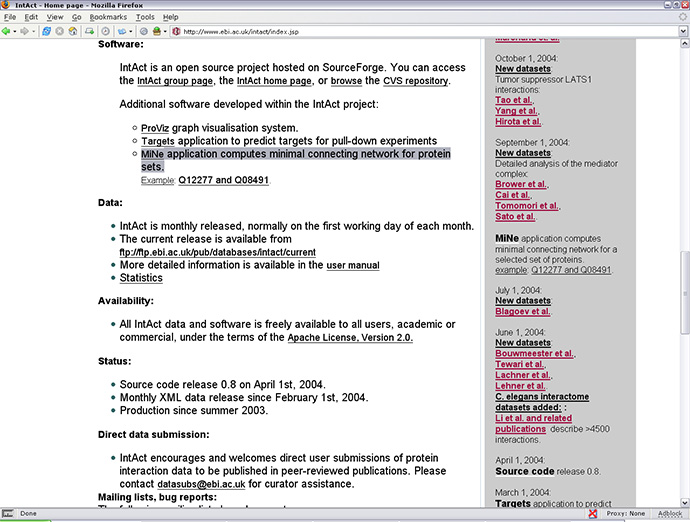 IntAct - Home page - Mozilla Firefox
File Edit View Go Bookmarks Tools Help
http://www.ebi.ac.uk/intact/index.jsp
Software:
IntAct is an open source project hosted on SourceForge. You can access
the IntAct group page, the IntAct home page, or browse the CVS repository.
Additional software developed within the IntAct project:
ProViz graph visualisation system.
Targets application to predict targets for pull-down experiments
MiNe application computes minimal connecting network for protein
sets.
Example: Q12277 and Q08491.
Data:
IntAct is monthly released, normally on the first working day of each month.
The current release is available from
ftp://ftp.ebi.ac.uk/pub/databases/intact/current
More detailed information is available in the user manual
Statistics
Availability:
All IntAct data and software is freely available to all users, academic or
commercial, under the terms of the Apache License, Version 2.0.
Status:
Source code release 0.8 on April 1st, 2004.
Monthly XML data release since February 1st, 2004.
Production since summer 2003.
Direct data submission:
IntAct encourages and welcomes direct user submissions of protein
interaction data to be published in peer-reviewed publications. Please
contact datasubs@ebi.ac.uk for curator assistance.
Mailing lists, bug reports:
October 1, 2004:
New datasets:
Tumor suppressor LATS1
interactions:
Tao et al.,
Yang et al.,
Hirota et al.,
September 1, 2004:
New datasets:
Detailed analysis of the mediator
complex:
Brower et al.,
Cai et al.,
Tomomori et al.,
Sato et al.,
MiNe application computes
minimal connecting network for a
selected set of proteins.
example: Q12277 and Q08491.
July 1, 2004:
New datasets:
Blagoev et al.,
June 1, 2004:
New datasets:
Bouwmeester et al.,
Tewari et al.,
Lachner et al.,
Lehner et al.,
C. elegans interactome
datasets added: :
Li et al. and related
publications describe >4500
interactions.
April 1, 2004:
Source code release 0.8.
March 1, 2004:
Targets application to predict
Done
Proxy: None
Adblock